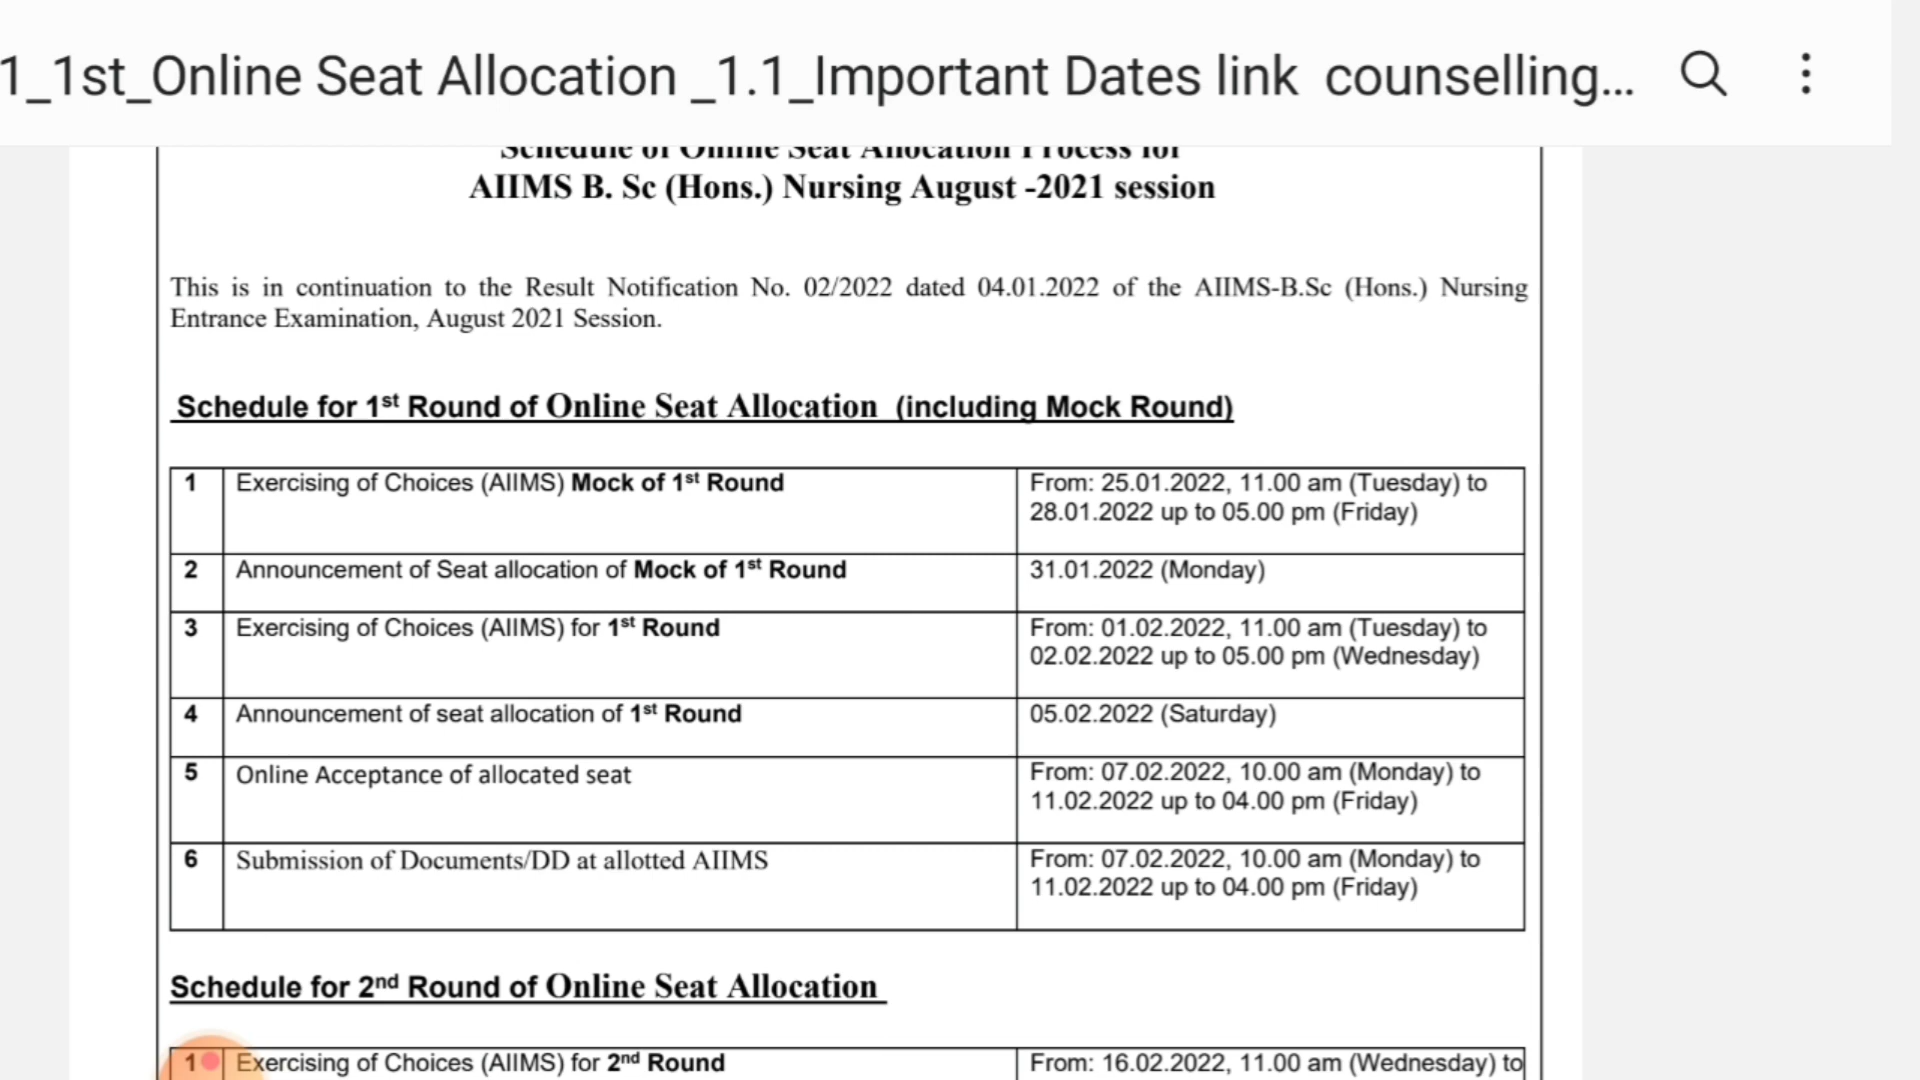 1_1st_Online Seat Allocation _1.1_Important Dates link counselling...
Schedule of Online Seat Allocation Process for
AIIMS B. Sc (Hons.) Nursing August -2021 session
This is in continuation to the Result Notification No. 02/2022 dated 04.01.2022 of the AIIMS-B.Sc (Hons.) Nursing
Entrance Examination, August 2021 Session.
Schedule for 1st Round of Online Seat Allocation (including Mock Round)
1 Exercising of Choices (AIIMS) Mock of 1st Round From: 25.01.2022, 11.00 am (Tuesday) to
28.01.2022 up to 05.00 pm (Friday)
2 Announcement of Seat allocation of Mock of 1st Round 31.01.2022 (Monday)
3 Exercising of Choices (AIIMS) for 1st Round From: 01.02.2022, 11.00 am (Tuesday) to
02.02.2022 up to 05.00 pm (Wednesday)
4 Announcement of seat allocation of 1st Round 05.02.2022 (Saturday)
5 Online Acceptance of allocated seat From: 07.02.2022, 10.00 am (Monday) to
11.02.2022 up to 04.00 pm (Friday)
6 Submission of Documents/DD at allotted AIIMS From: 07.02.2022, 10.00 am (Monday) to
11.02.2022 up to 04.00 pm (Friday)
Schedule for 2nd Round of Online Seat Allocation
1 Exercising of Choices (AIIMS) for 2nd Round From: 16.02.2022, 11.00 am (Wednesday) to